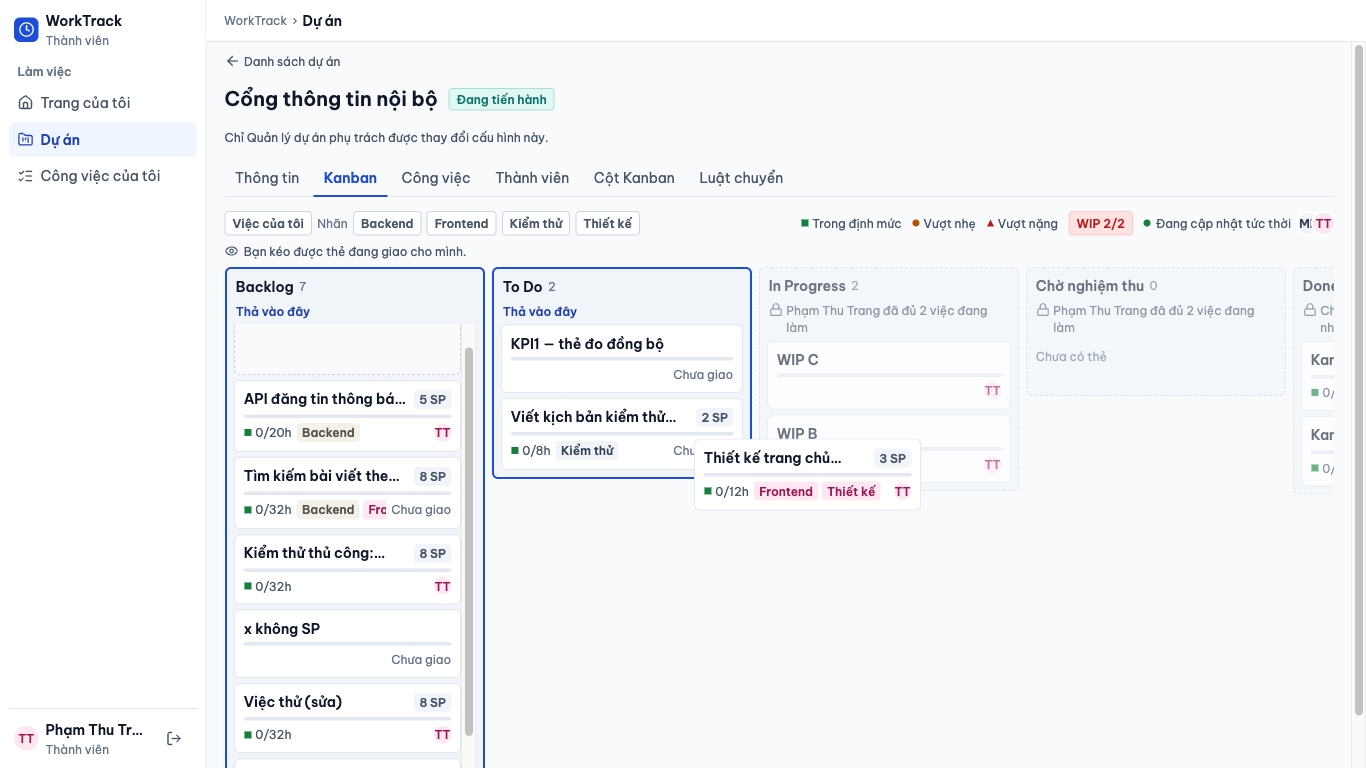 WorkTrack
Thành viên
Làm việc
Trang của tôi
Dự án
Công việc của tôi
Phạm Thu Tr...
Thành viên
TT
WorkTrack › Dự án
Danh sách dự án
Cổng thông tin nội bộ
Đang tiến hành
Chỉ Quản lý dự án phụ trách được thay đổi cấu hình này.
Thông tin Kanban Công việc Thành viên Cột Kanban Luật chuyển
Việc của tôi Nhãn Backend Frontend Kiểm thử Thiết kế
Trong định mức Vượt nhẹ Vượt nặng WIP 2/2 Đang cập nhật tức thời TT
Bạn kéo được thẻ đang giao cho mình.
Backlog 7
Thả vào đây
API đăng tin thông bá... 5 SP
0/20h Backend TT
Tìm kiếm bài viết the... 8 SP
0/32h Backend Chưa giao
Kiểm thử thủ công:... 8 SP
0/32h TT
x không SP
Chưa giao
Việc thử (sửa) 8 SP
0/32h TT
To Do 2
Thả vào đây
KPI1 — thẻ đo đồng bộ
Chưa giao
Viết kịch bản kiểm thử... 2 SP
0/8h Kiểm thử
Thiết kế trang chủ... 3 SP
0/12h Frontend Thiết kế TT
In Progress 2
Phạm Thu Trang đã đủ 2 việc đang
làm
WIP C
TT
WIP B
TT
Chờ nghiệm thu 0
Phạm Thu Trang đã đủ 2 việc đang
làm
Chưa có thẻ
Done